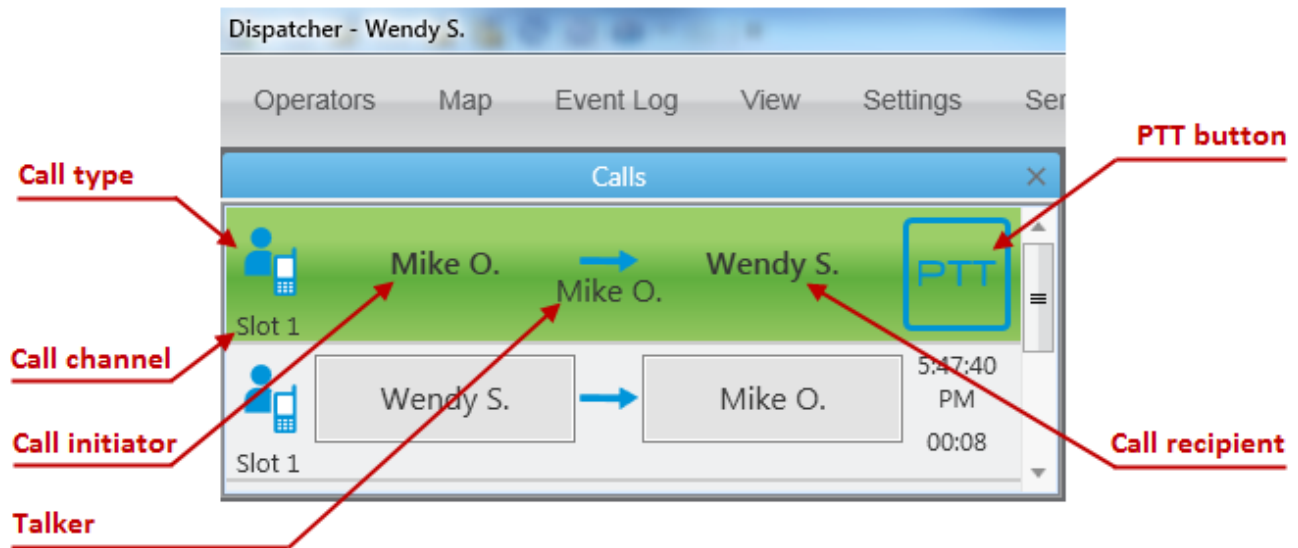 Dispatcher - Wendy S.
Operators Map Event Log View Settings Ser
PTT button
Call type
Calls
Mike O. Wendy S. PTT
Mike O.
Slot 1
Call channel
5:47:40
Wendy S. Mike O. PM
00:08
Call initiator
Call recipient
Slot 1
Talker